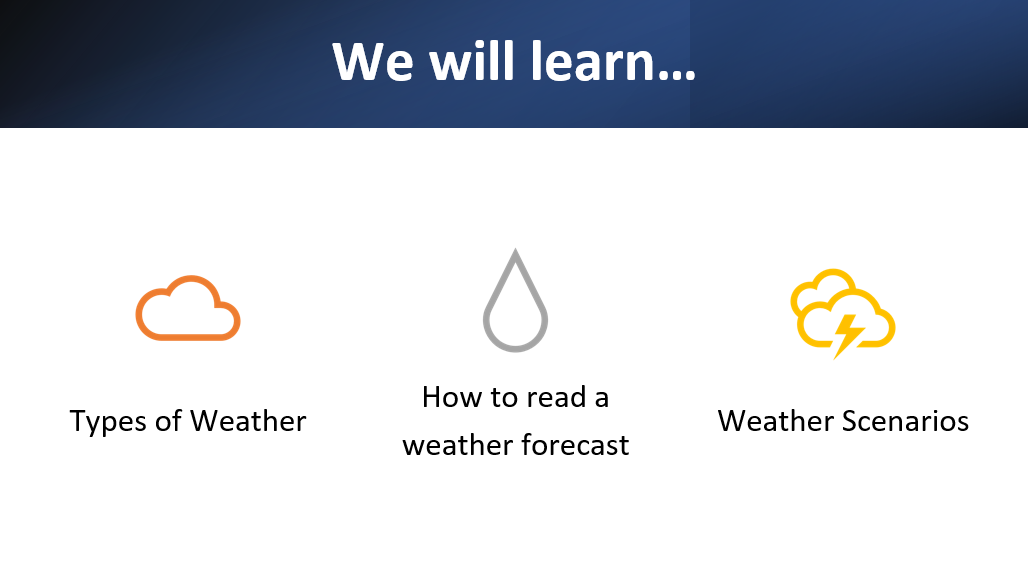 We will learn…
Types of Weather
How to read a
weather forecast
Weather Scenarios